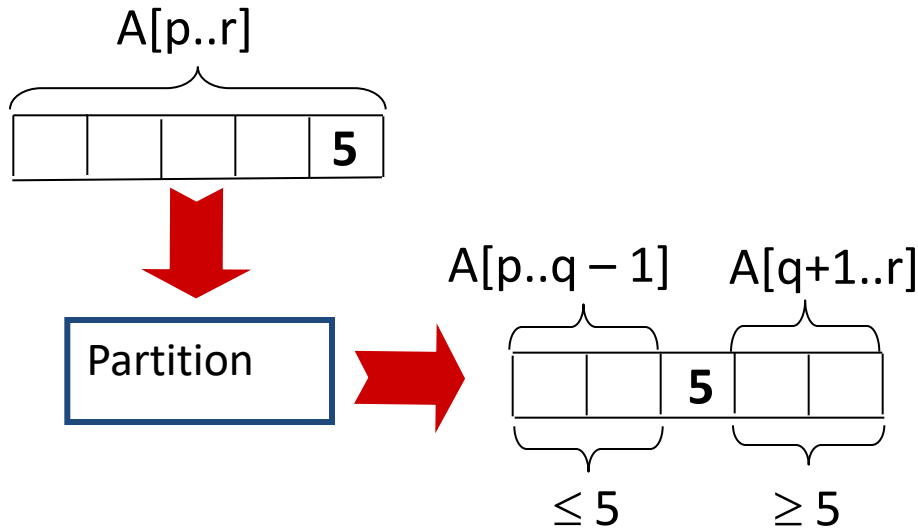 A[p..r]
5
Partition
A[p..q – 1] A[q+1..r]
5
≤ 5 ≥ 5